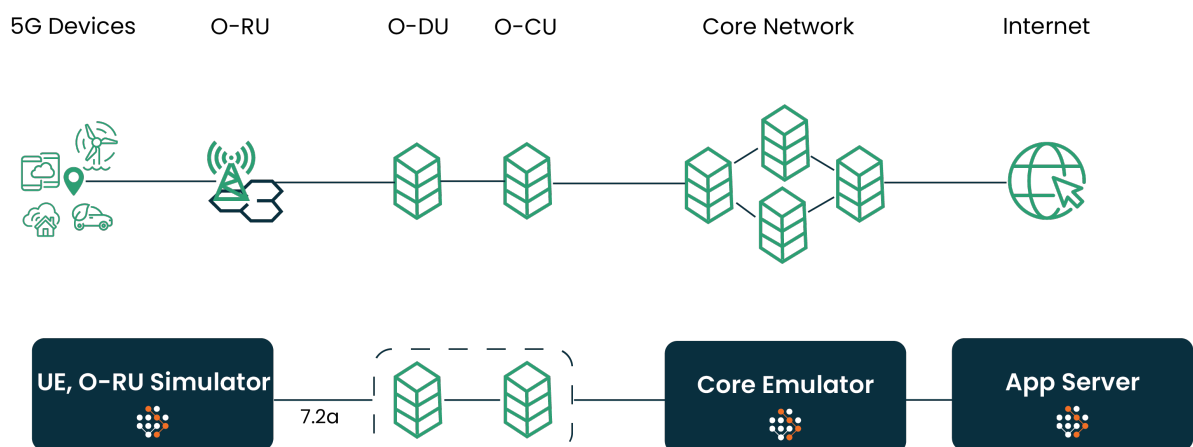 5G Devices
O-RU
O-DU
O-CU
Core Network
Internet
UE, O-RU Simulator
7.2a
Core Emulator
App Server